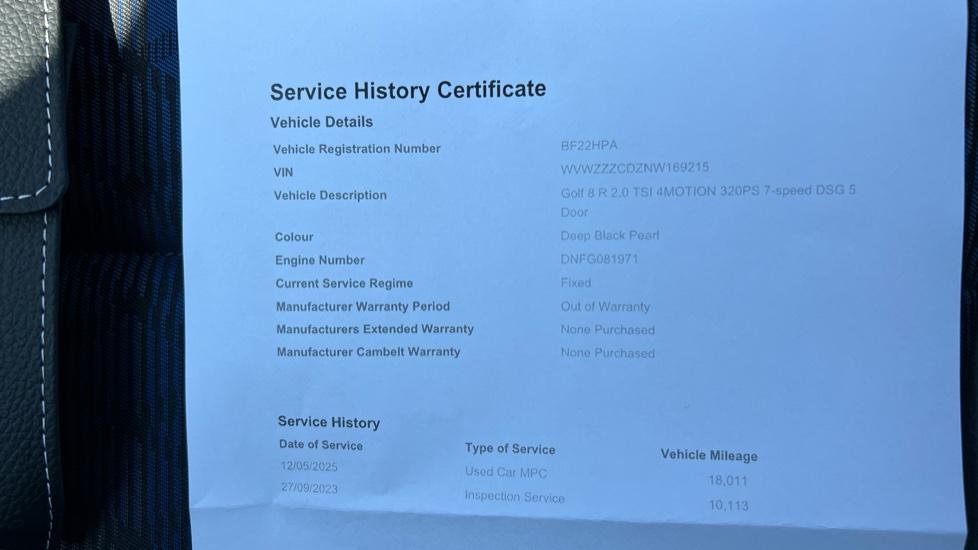 Service History Certificate
Vehicle Details
Vehicle Registration Number BF22HPA
VIN WVWZZZCDZNW169215
Vehicle Description Golf 8 R 2.0 TSI 4MOTION 320PS 7-speed DSG 5
Door
Colour Deep Black Pearl
Engine Number DNFG081971
Current Service Regime Fixed
Manufacturer Warranty Period Out of Warranty
Manufacturers Extended Warranty None Purchased
Manufacturer Cambelt Warranty None Purchased
Service History
Date of Service Type of Service Vehicle Mileage
12/05/2025 Used Car MPC 18,011
27/09/2023 Inspection Service 10,113